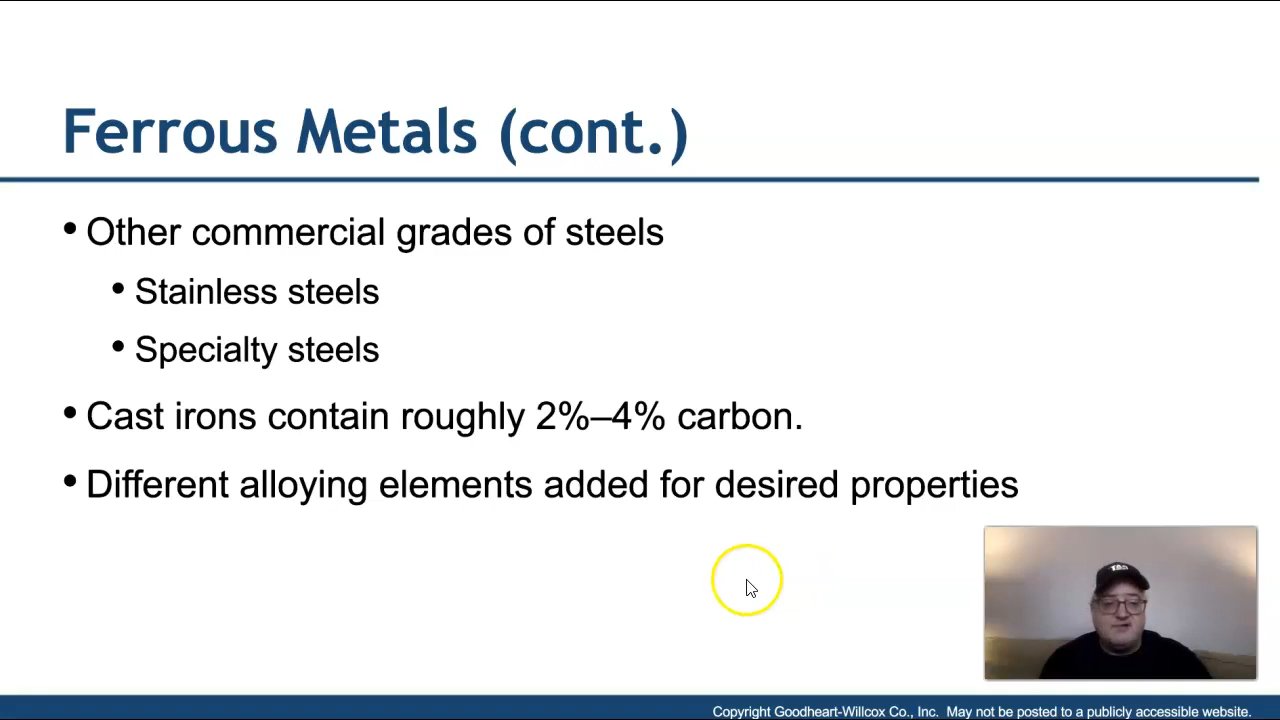 Ferrous Metals (cont.)
• Other commercial grades of steels
• Stainless steels
• Specialty steels
• Cast irons contain roughly 2%–4% carbon.
• Different alloying elements added for desired properties
Copyright Goodheart-Willcox Co., Inc. May not be posted to a publicly accessible website.